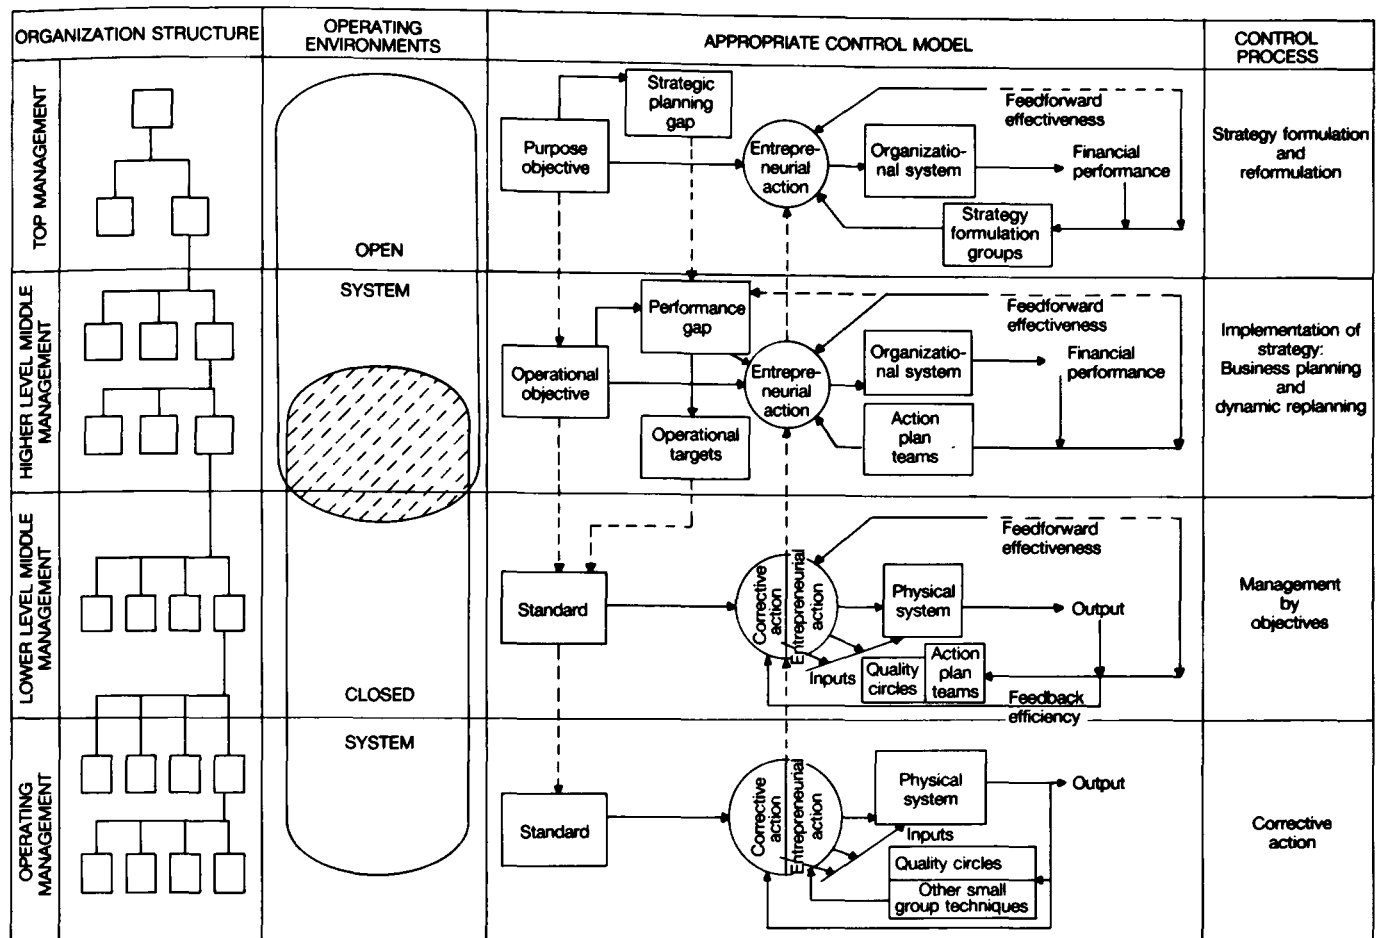 ORGANIZATION STRUCTURE
OPERATING
ENVIRONMENTS
APPROPRIATE CONTROL MODEL
CONTROL
PROCESS
TOP MANAGEMENT
OPEN
SYSTEM
Purpose
objective
Strategic
planning
gap
Entrepre-
neurial
action
Organizatio-
nal system
Feedforward
effectiveness
Financial
performance
Strategy
formulation
groups
Strategy formulation
and
reformulation
HIGHER LEVEL MIDDLE
MANAGEMENT
Operational
objective
Performance
gap
Operational
targets
Entrepre-
neurial
action
Organizatio-
nal system
Feedforward
effectiveness
Financial
performance
Action
plan
teams
Implementation of
strategy:
Business planning
and
dynamic replanning
LOWER LEVEL MIDDLE
MANAGEMENT
CLOSED
SYSTEM
Standard
Corrective
action
Entrepreneurial
action
Physical
system
Feedforward
effectiveness
Output
Inputs
Quality
circles
Action
plan
teams
Feedback
efficiency
Management
by
objectives
OPERATING
MANAGEMENT
Standard
Corrective
action
Entrepreneurial
action
Physical
system
Output
Inputs
Quality circles
Other small
group techniques
Corrective
action